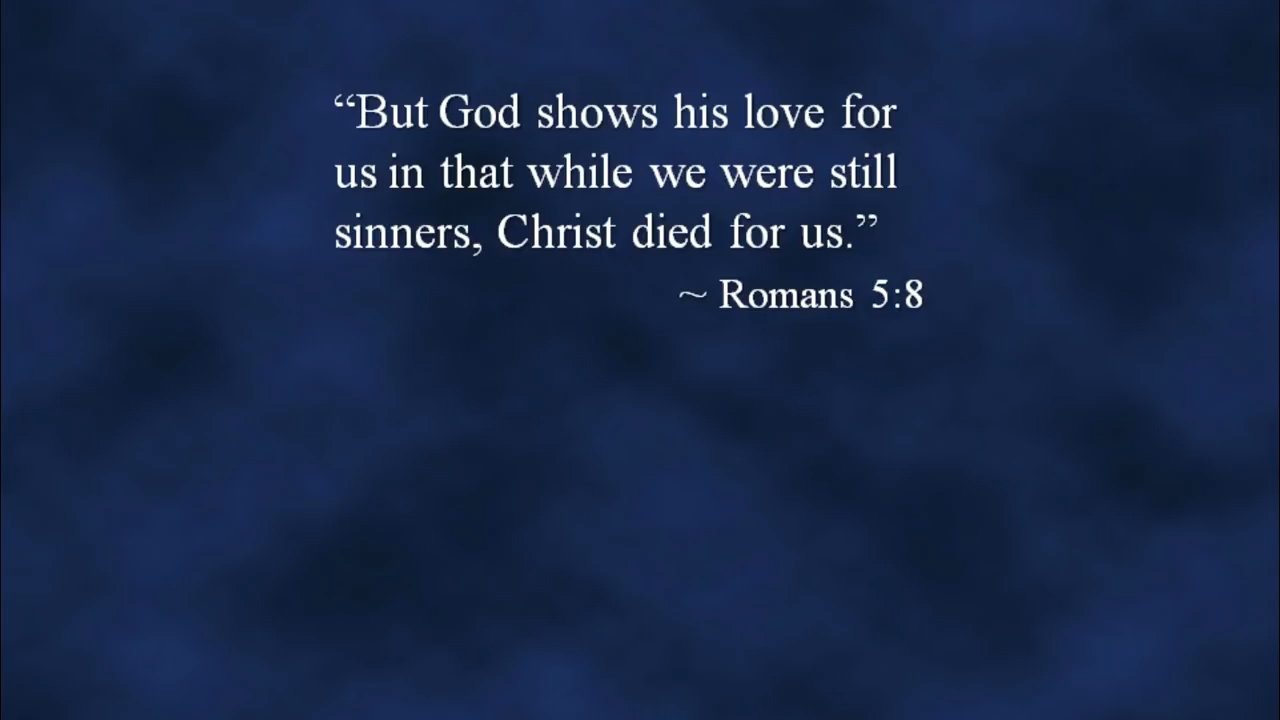 “But God shows his love for
us in that while we were still
sinners, Christ died for us.”
~ Romans 5:8